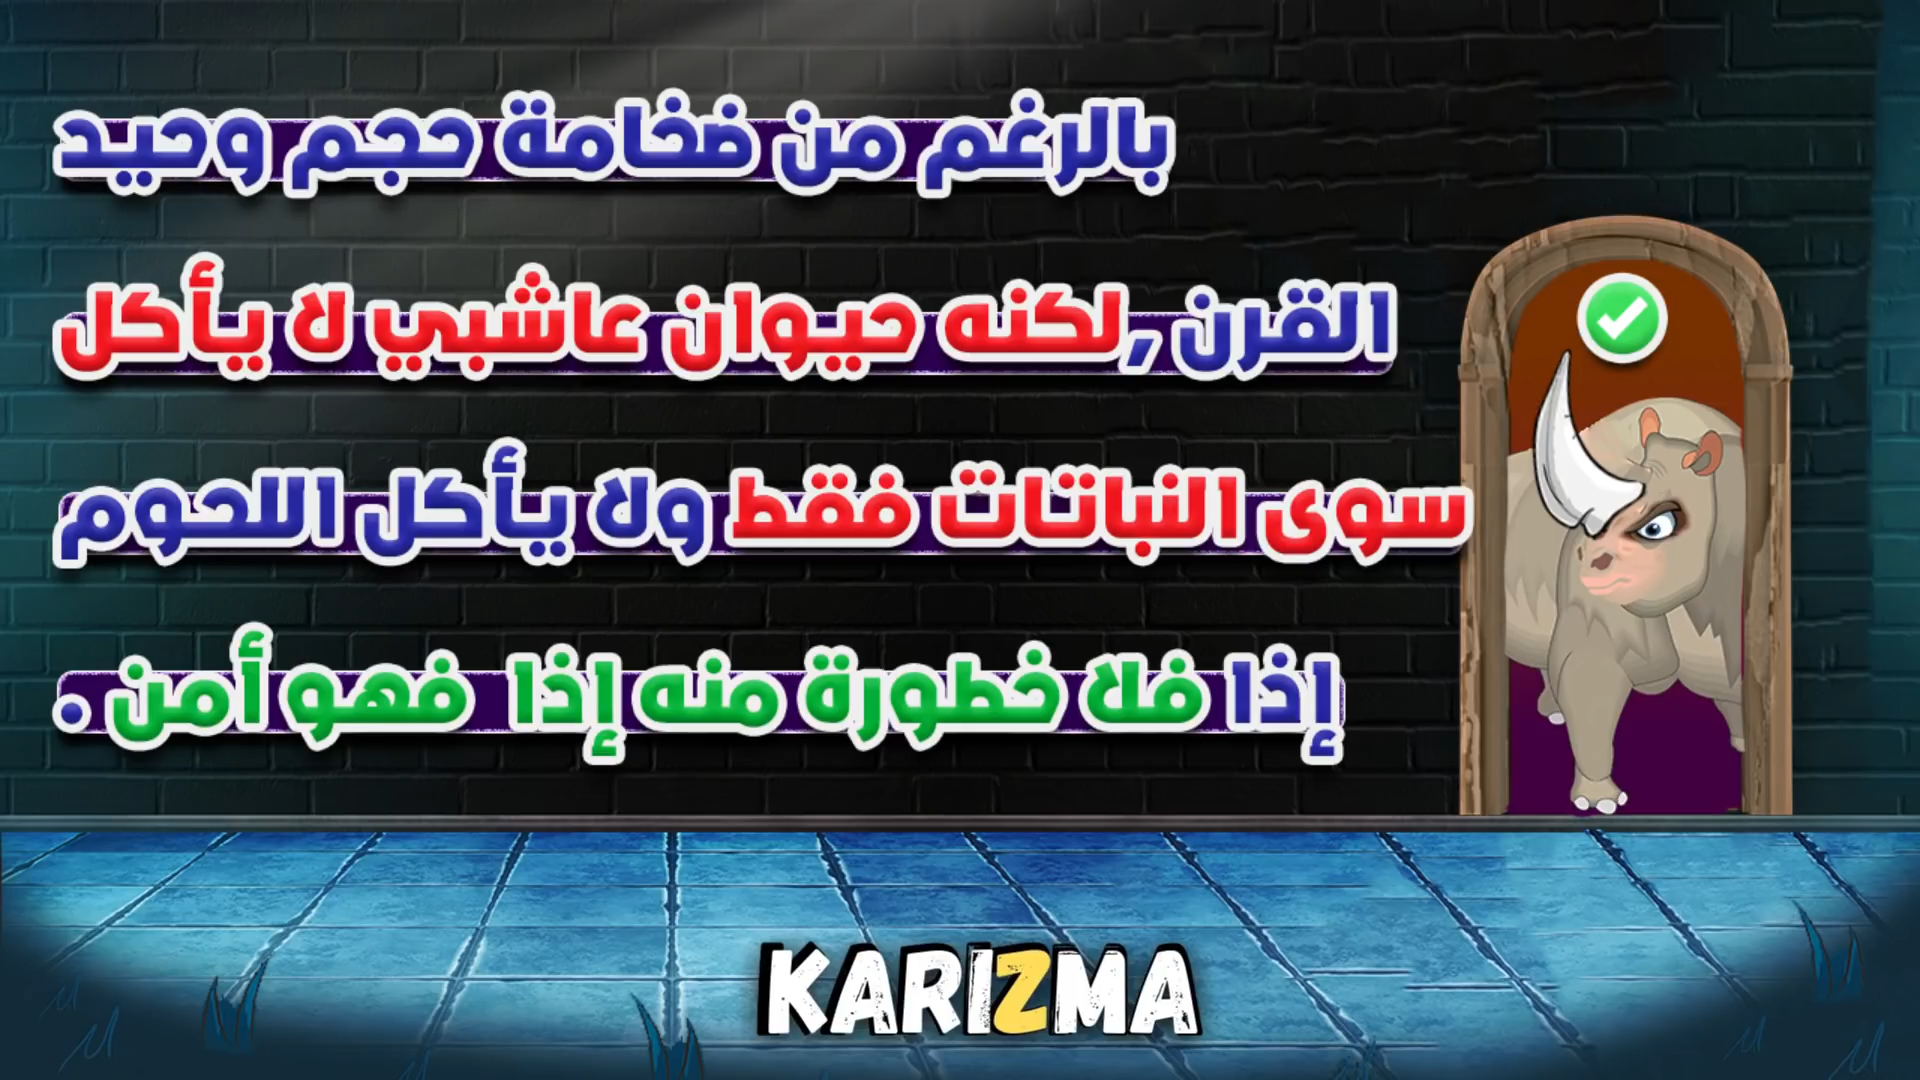 بالرغم من ضخامة حجم وحيد
القرن ,لكنه حيوان عاشبي لا يأكل
سوى النباتات فقط ولا يأكل اللحوم
إذا فلا خطورة منه إذا فهو أمن .
KARIZMA